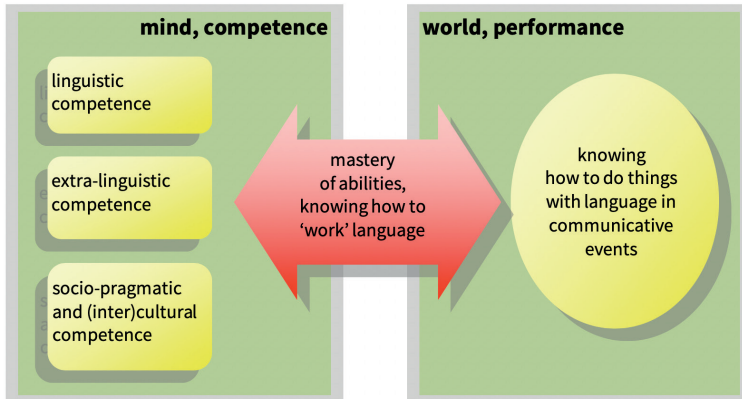 mind, competence
linguistic
competence
extra-linguistic
competence
socio-pragmatic
and (inter)cultural
competence
mastery
of abilities,
knowing how to
‘work’ language
world, performance
knowing
how to do things
with language in
communicative
events